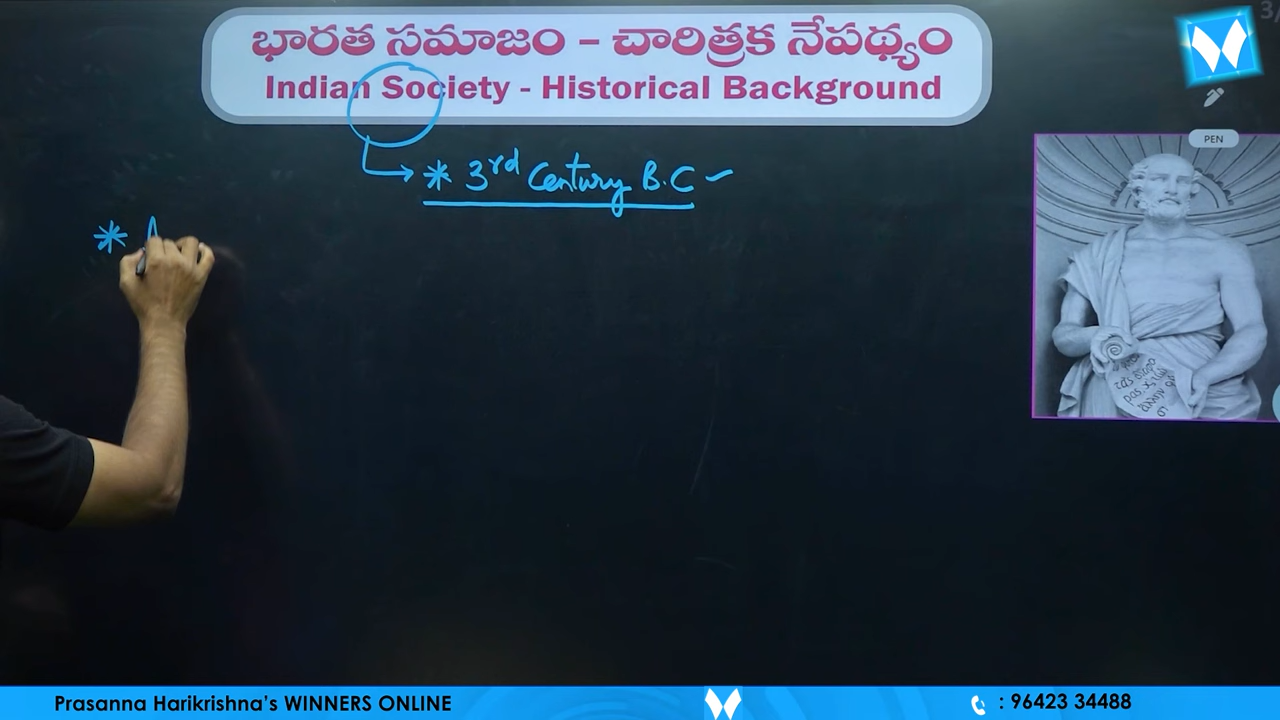 భారత సమాజం – చారిత్రక నేపథ్యం
Indian Society - Historical Background
* 3rd Century B.C
* A
PEN
Prasanna Harikrishna's WINNERS ONLINE
: 96423 34488